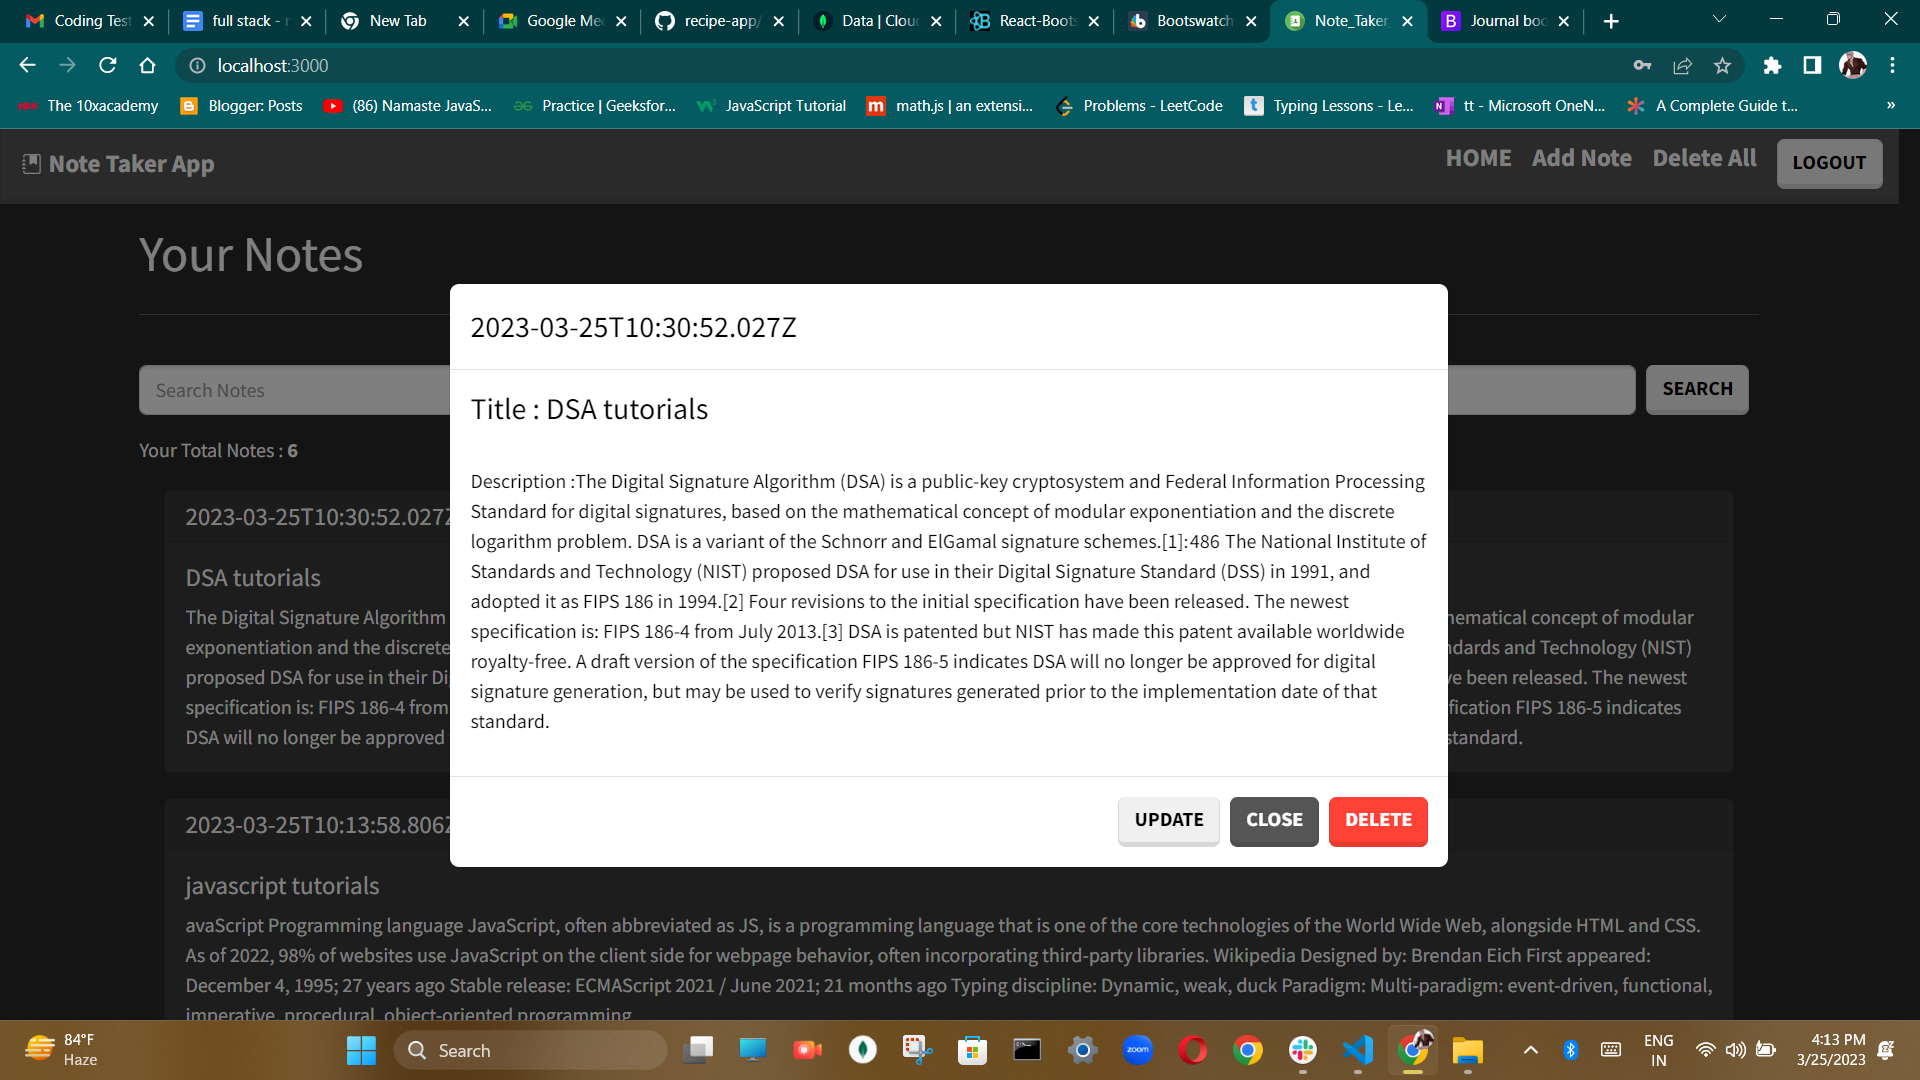 Coding Test
full stack - r
New Tab
Google Mee
recipe-app/
Data | Cloud
React-Boots
Bootswatch
Note_Taker_
Journal boo
localhost:3000
The 10xacademy
Blogger: Posts
(86) Namaste JavaS...
Practice | Geeksfor...
JavaScript Tutorial
math.js | an extensi...
Problems - LeetCode
Typing Lessons - Le...
tt - Microsoft OneN...
A Complete Guide t...
»
Note Taker App
HOME
Add Note
Delete All
LOGOUT
Your Notes
Search Notes
SEARCH
Your Total Notes : 6
2023-03-25T10:30:52.027Z
Title : DSA tutorials
Description :The Digital Signature Algorithm (DSA) is a public-key cryptosystem and Federal Information Processing
Standard for digital signatures, based on the mathematical concept of modular exponentiation and the discrete
logarithm problem. DSA is a variant of the Schnorr and ElGamal signature schemes.[1]:486 The National Institute of
Standards and Technology (NIST) proposed DSA for use in their Digital Signature Standard (DSS) in 1991, and
adopted it as FIPS 186 in 1994.[2] Four revisions to the initial specification have been released. The newest
specification is: FIPS 186-4 from July 2013.[3] DSA is patented but NIST has made this patent available worldwide
royalty-free. A draft version of the specification FIPS 186-5 indicates DSA will no longer be approved for digital
signature generation, but may be used to verify signatures generated prior to the implementation date of that
standard.
UPDATE
CLOSE
DELETE
2023-03-25T10:30:52.027Z
DSA tutorials
The Digital Signature Algorithm
hematical concept of modular
exponentiation and the discrete
ndards and Technology (NIST)
proposed DSA for use in their Di
ve been released. The newest
specification is: FIPS 186-4 from
fication FIPS 186-5 indicates
DSA will no longer be approved
standard.
2023-03-25T10:13:58.806Z
javascript tutorials
avaScript Programming language JavaScript, often abbreviated as JS, is a programming language that is one of the core technologies of the World Wide Web, alongside HTML and CSS.
As of 2022, 98% of websites use JavaScript on the client side for webpage behavior, often incorporating third-party libraries. Wikipedia Designed by: Brendan Eich First appeared:
December 4, 1995; 27 years ago Stable release: ECMAScript 2021 / June 2021; 21 months ago Typing discipline: Dynamic, weak, duck Paradigm: Multi-paradigm: event-driven, functional,
imperative, procedural, object-oriented programming
84°F
Haze
Search
zoom
ENG
IN
4:13 PM
3/25/2023